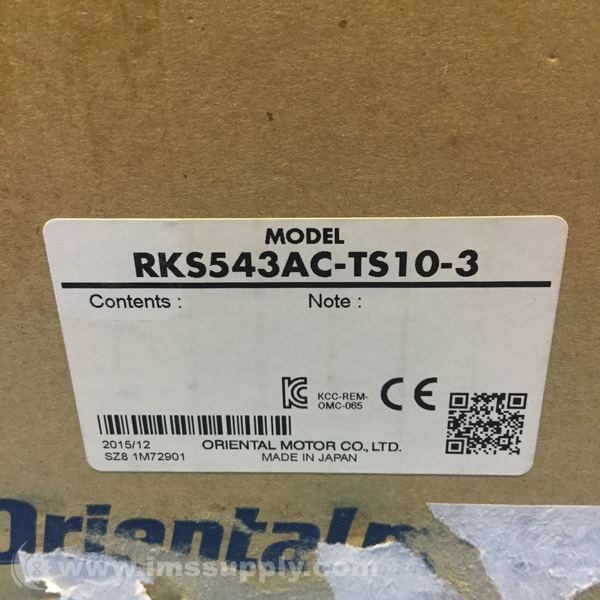 MODEL
RKS543AC-TS10-3
Contents :
Note :
KCC-REM-
OMC-065
CE
2015/12
SZ8 1M72901
ORIENTAL MOTOR CO., LTD.
MADE IN JAPAN
Orientalm
www.imssupply.com